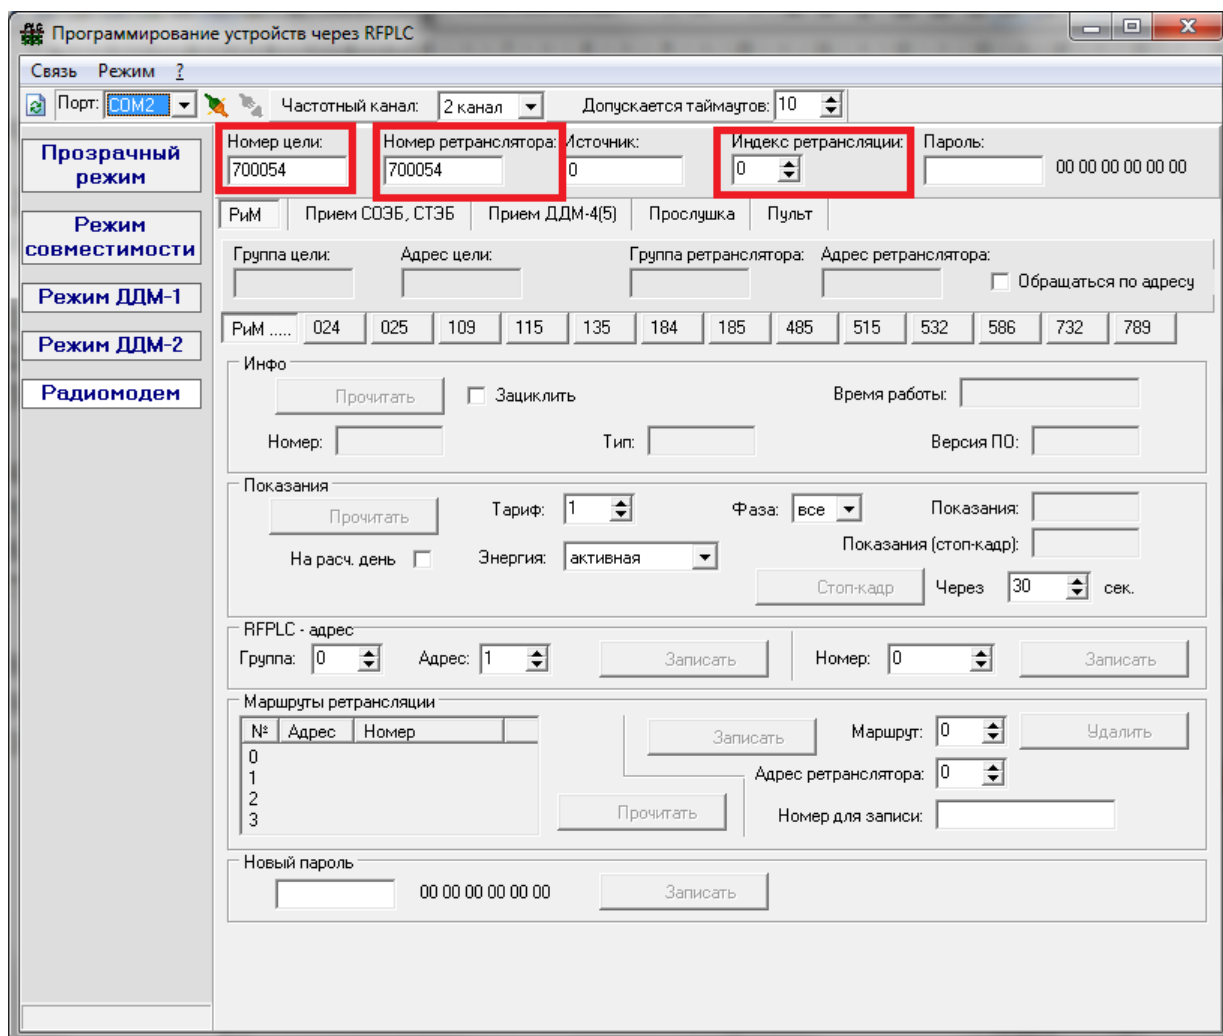 Программирование устройств через RFPLC
Связь Режим ?
Порт: COM2 Частотный канал: 2 канал Допускается таймаутов: 10
Прозрачный режим
Режим совместимости
Режим ДДМ-1
Режим ДДМ-2
Радиомодем
Номер цели: Номер ретранслятора: Источник: Индекс ретрансляции: Пароль:
700054 700054 0 0 00 00 00 00 00 00
РиМ Прием СОЭБ, СТЭБ Прием ДДМ-4(5) Прослушка Пульт
Группа цели: Адрес цели: Группа ретранслятора: Адрес ретранслятора:
Обращаться по адресу
РиМ ..... 024 025 109 115 135 184 185 485 515 532 586 732 789
Инфо
Прочитать Зациклить Время работы:
Номер: Тип: Версия ПО:
Показания
Прочитать Тариф: 1 Фаза: все Показания:
Показания (стоп-кадр):
На расч. день Энергия: активная
Стоп-кадр Через 30 сек.
RFPLC - адрес
Группа: 0 Адрес: 1 Записать Номер: 0 Записать
Маршруты ретрансляции
№ Адрес Номер
0
1
2
3
Записать Маршрут: 0 Удалить
Адрес ретранслятора: 0
Прочитать Номер для записи:
Новый пароль
00 00 00 00 00 00 Записать